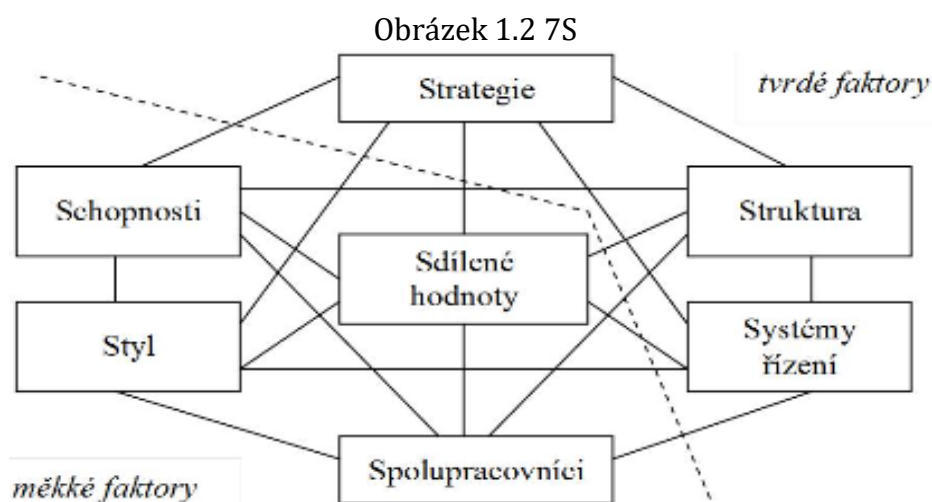 Obrázek 1.2 7S
Strategie
tvrdé faktory
Schopnosti
Struktura
Sdílené
hodnoty
Styl
Systémy
řízení
Spolupracovníci
měkké faktory